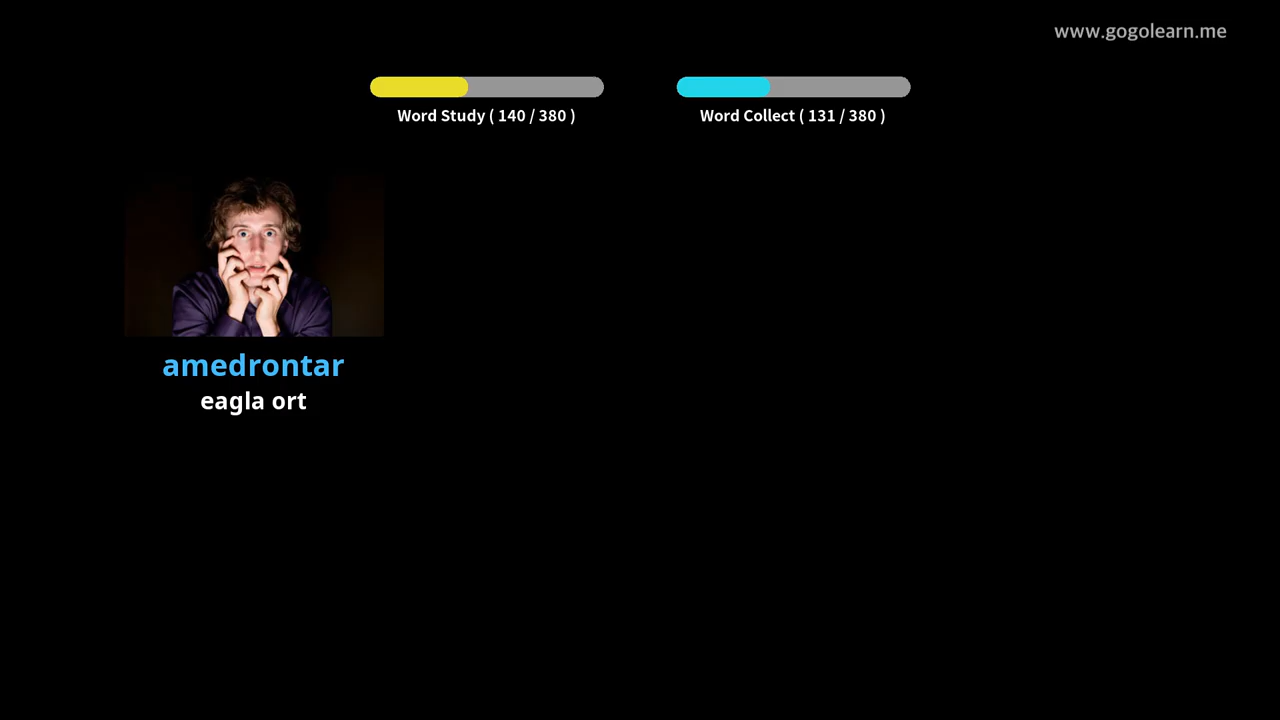 www.gogolearn.me
Word Study ( 140 / 380 )
Word Collect ( 131 / 380 )
amedrontar
eagla ort